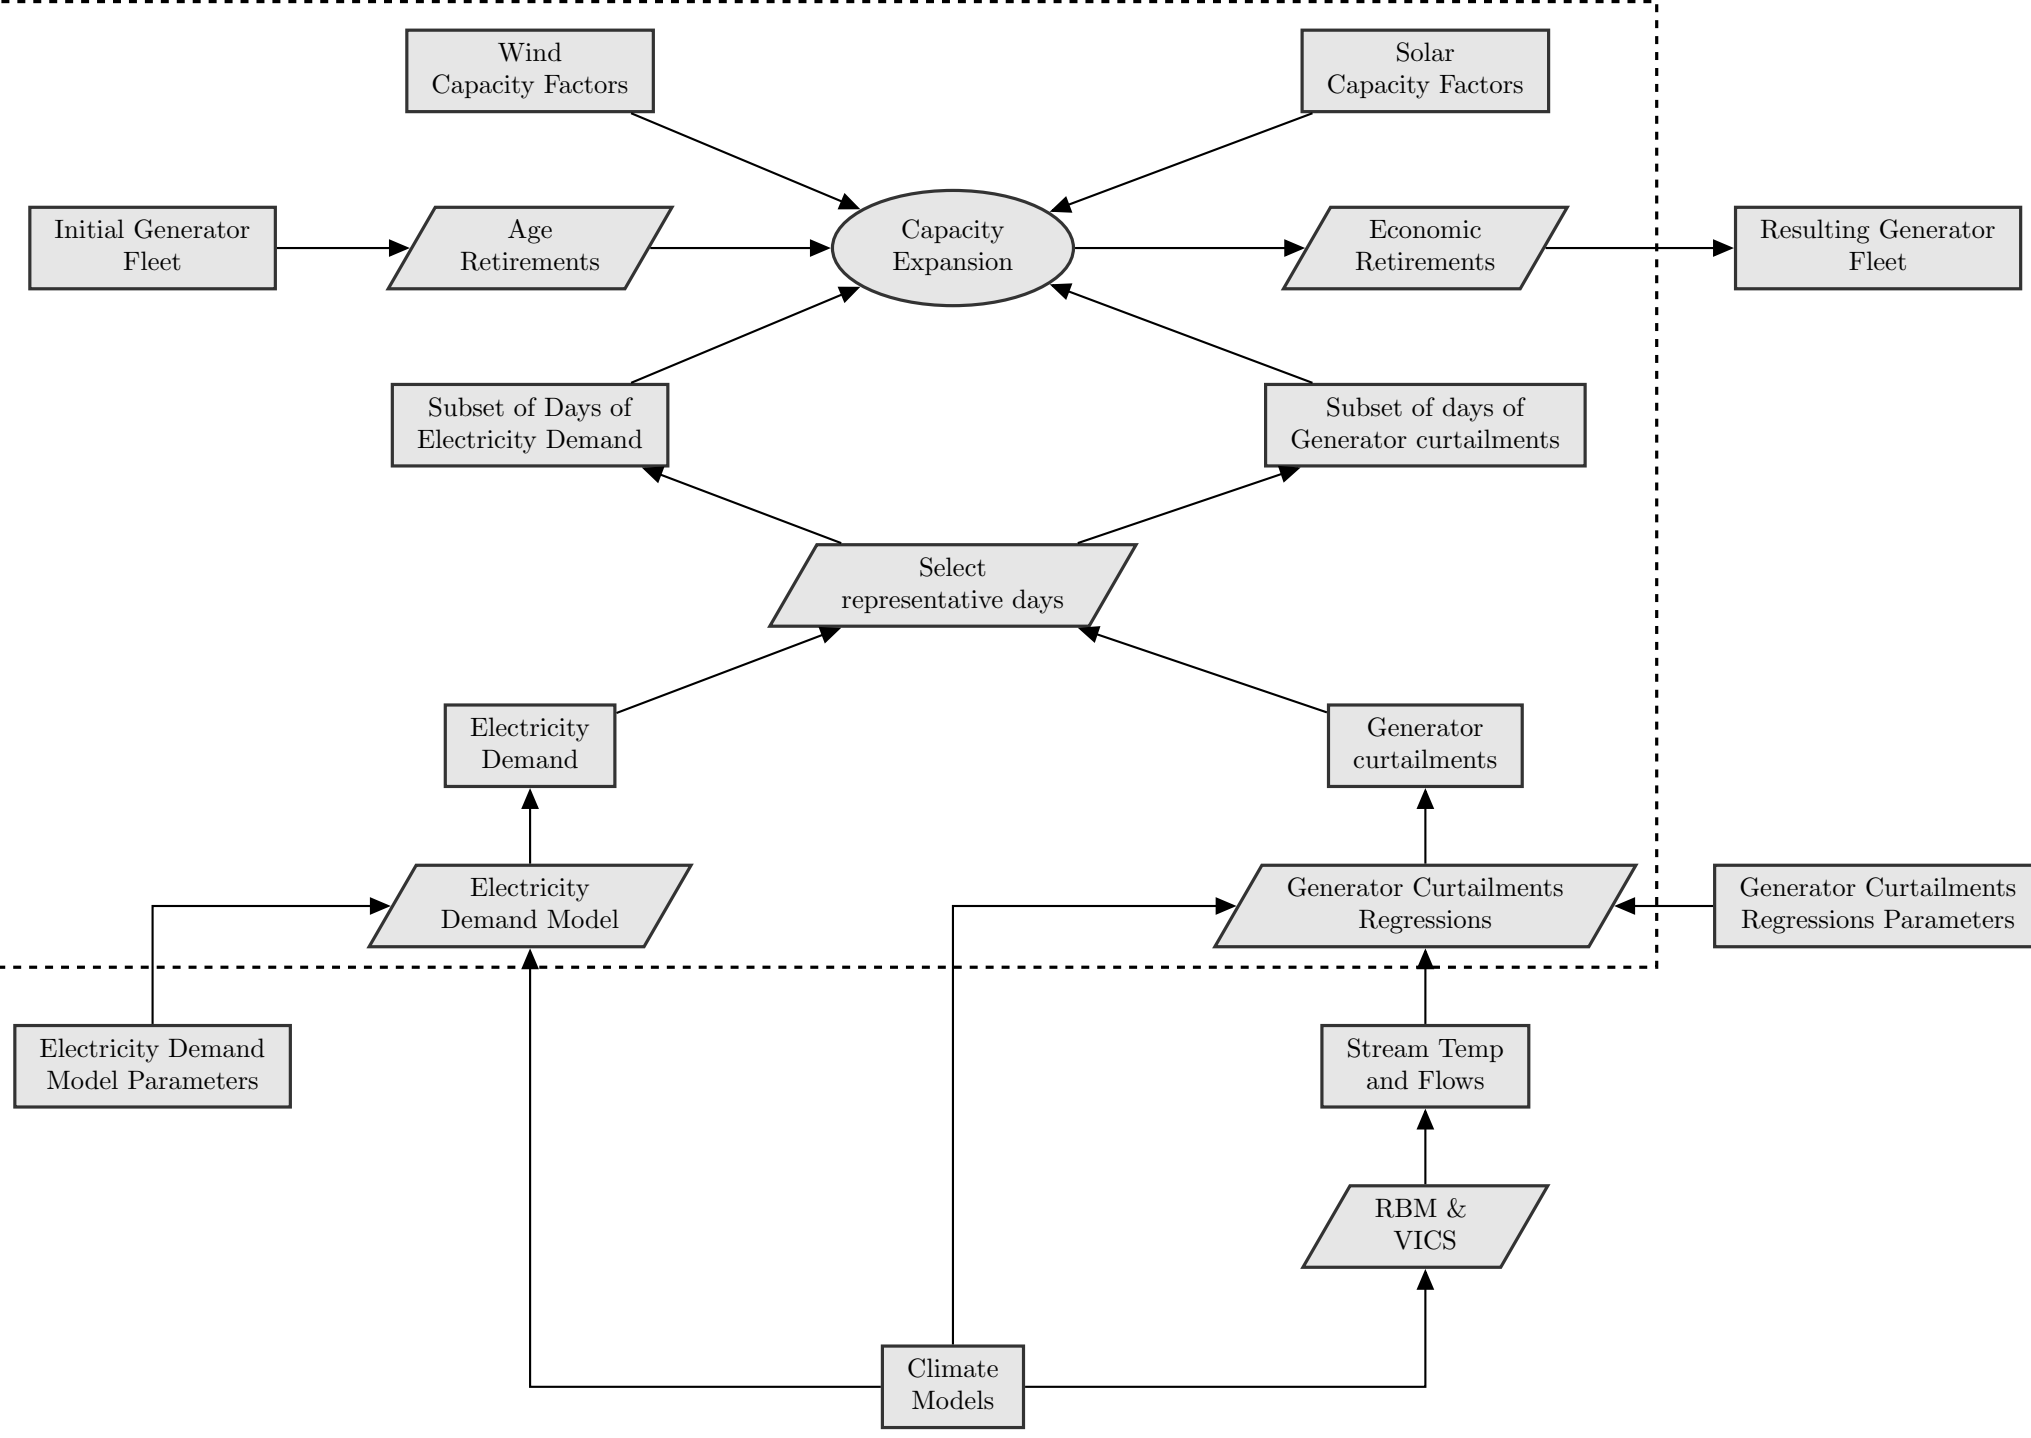 Wind
Capacity Factors
Solar
Capacity Factors
Initial Generator
Fleet
Age
Retirements
Capacity
Expansion
Economic
Retirements
Resulting Generator
Fleet
Subset of Days of
Electricity Demand
Subset of days of
Generator curtailments
Select
representative days
Electricity
Demand
Generator
curtailments
Electricity
Demand Model
Generator Curtailments
Regressions
Generator Curtailments
Regressions Parameters
Electricity Demand
Model Parameters
Stream Temp
and Flows
RBM &
VICS
Climate
Models